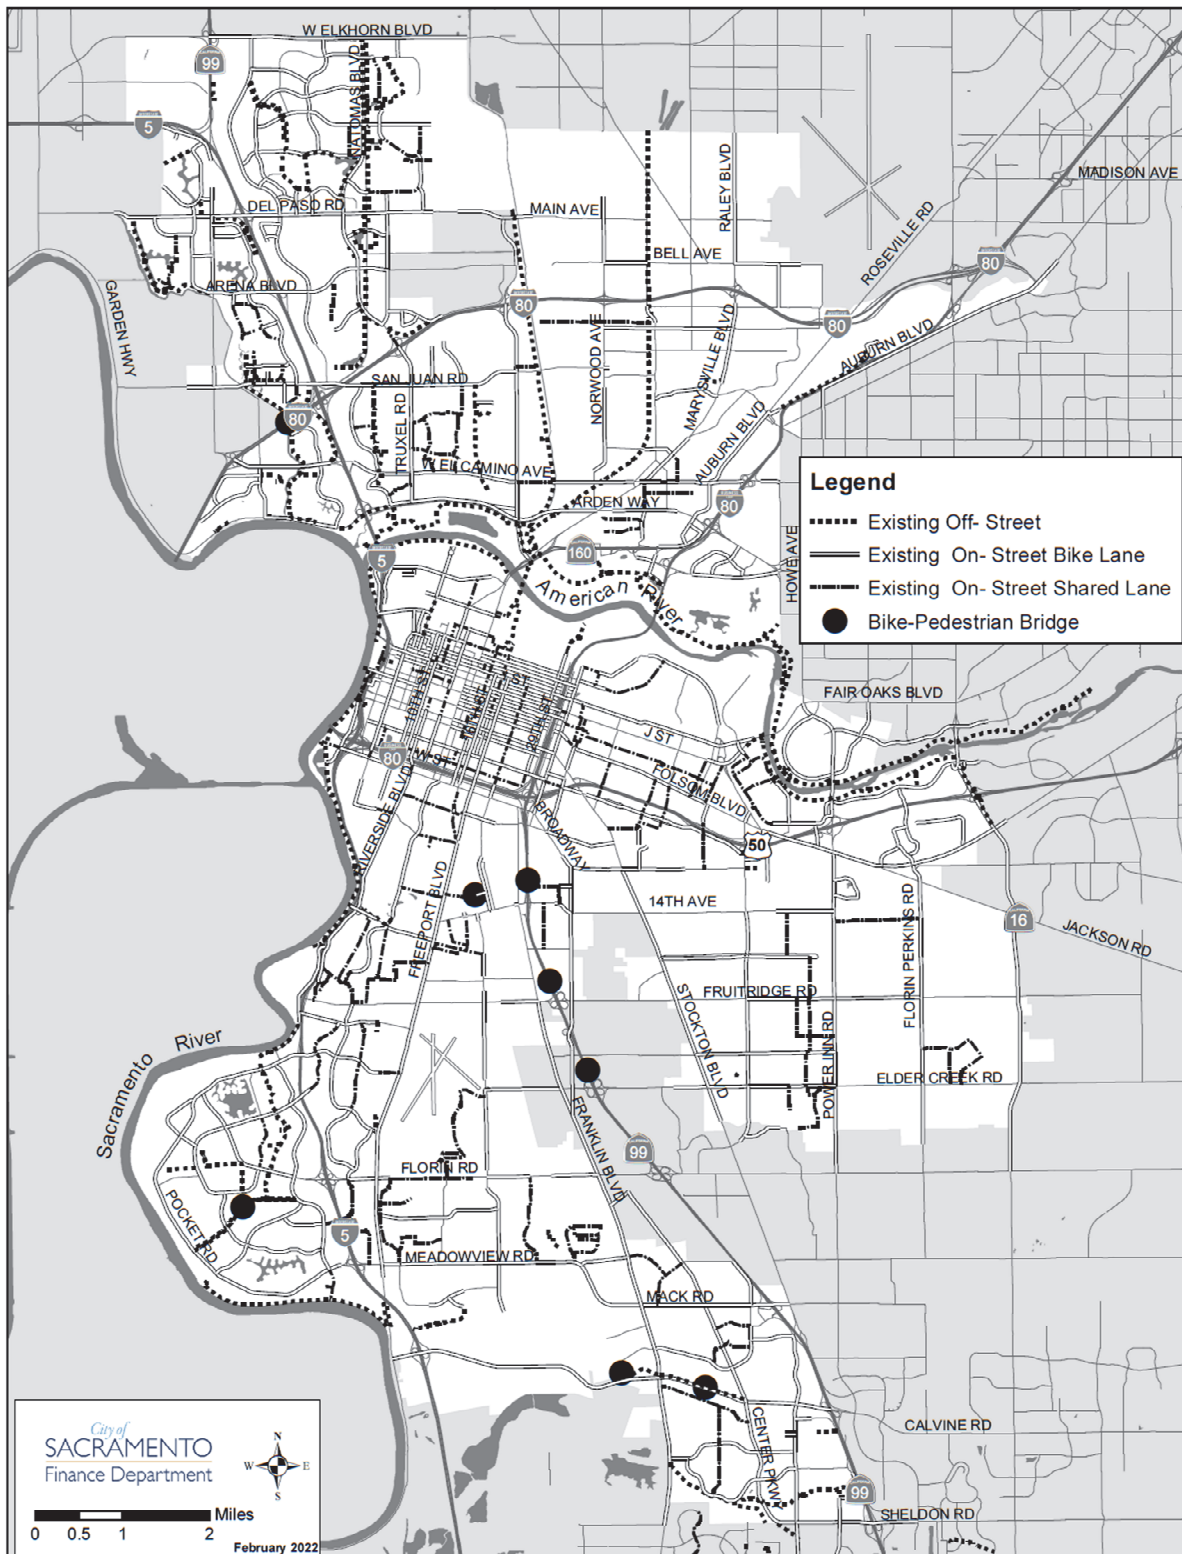 W ELKHORN BLVD
99
NATOMAS BLVD
5
RALEY BLVD
MADISON AVE
DEL PASO RD
MAIN AVE
ROSEVILLE RD
BELL AVE
80
GARDEN HWY
ARENA BLVD
80
80
NORWOOD AVE
MARYSVILLE BLVD
AUBURN BLVD
SAN JUAN RD
80
TRUXEL RD
AUBURN BLVD
W EL CAMINO AVE
ARDEN WAY
80
Legend
Existing Off- Street
Existing On- Street Bike Lane
Existing On- Street Shared Lane
Bike-Pedestrian Bridge
HOWE AVE
160
5
American River
FAIR OAKS BLVD
10TH ST
J ST
29TH ST
J ST
80
W ST
FOLSOM BLVD
RIVERSIDE BLVD
BROADWAY
50
FREEPORT BLVD
14TH AVE
FLORIN PERKINS RD
16
JACKSON RD
STOCKTON BLVD
FRUITRIDGE RD
POWER INN RD
Sacramento River
ELDER CREEK RD
FRANKLIN BLVD
99
FLORIN RD
POCKET RD
5
MEADOWVIEW RD
MACK RD
CENTER PKWY
CALVINE RD
99
SHELDON RD
City of
SACRAMENTO
Finance Department
N
W E
S
Miles
0 0.5 1 2
February 2022